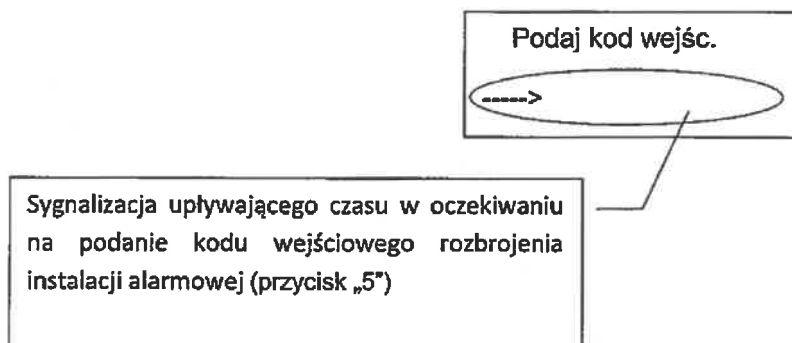 Podaj kod wejśc.
----->
Sygnalizacja upływającego czasu w oczekiwaniu
na podanie kodu wejściowego rozbrojenia
instalacji alarmowej (przycisk „5”)